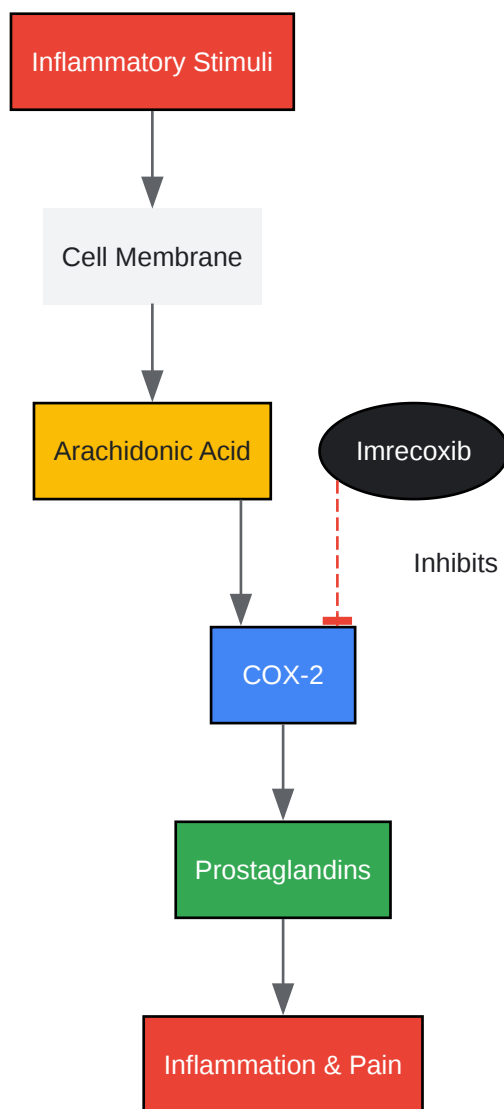 Inflammatory Stimuli
Cell Membrane
Arachidonic Acid
Imrecoxib
Inhibits
COX-2
Prostaglandins
Inflammation & Pain